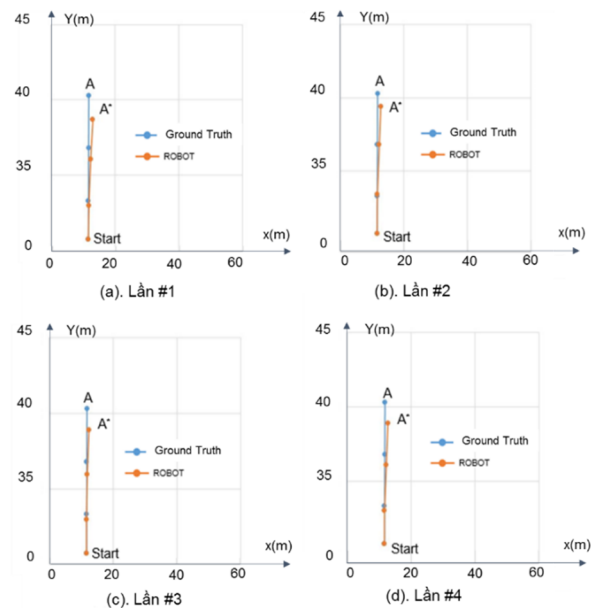 45
Y(m)
A
40
A*
Ground Truth
ROBOT
35
Start
x(m)
0
0
20
40
60
(a). Lần #1
45
Y(m)
A
40
A*
Ground Truth
ROBOT
35
Start
x(m)
0
0
20
40
60
(b). Lần #2
45
Y(m)
A
40
A*
Ground Truth
ROBOT
35
Start
x(m)
0
0
20
40
60
(c). Lần #3
45
Y(m)
A
40
A*
Ground Truth
ROBOT
35
Start
x(m)
0
0
20
40
60
(d). Lần #4